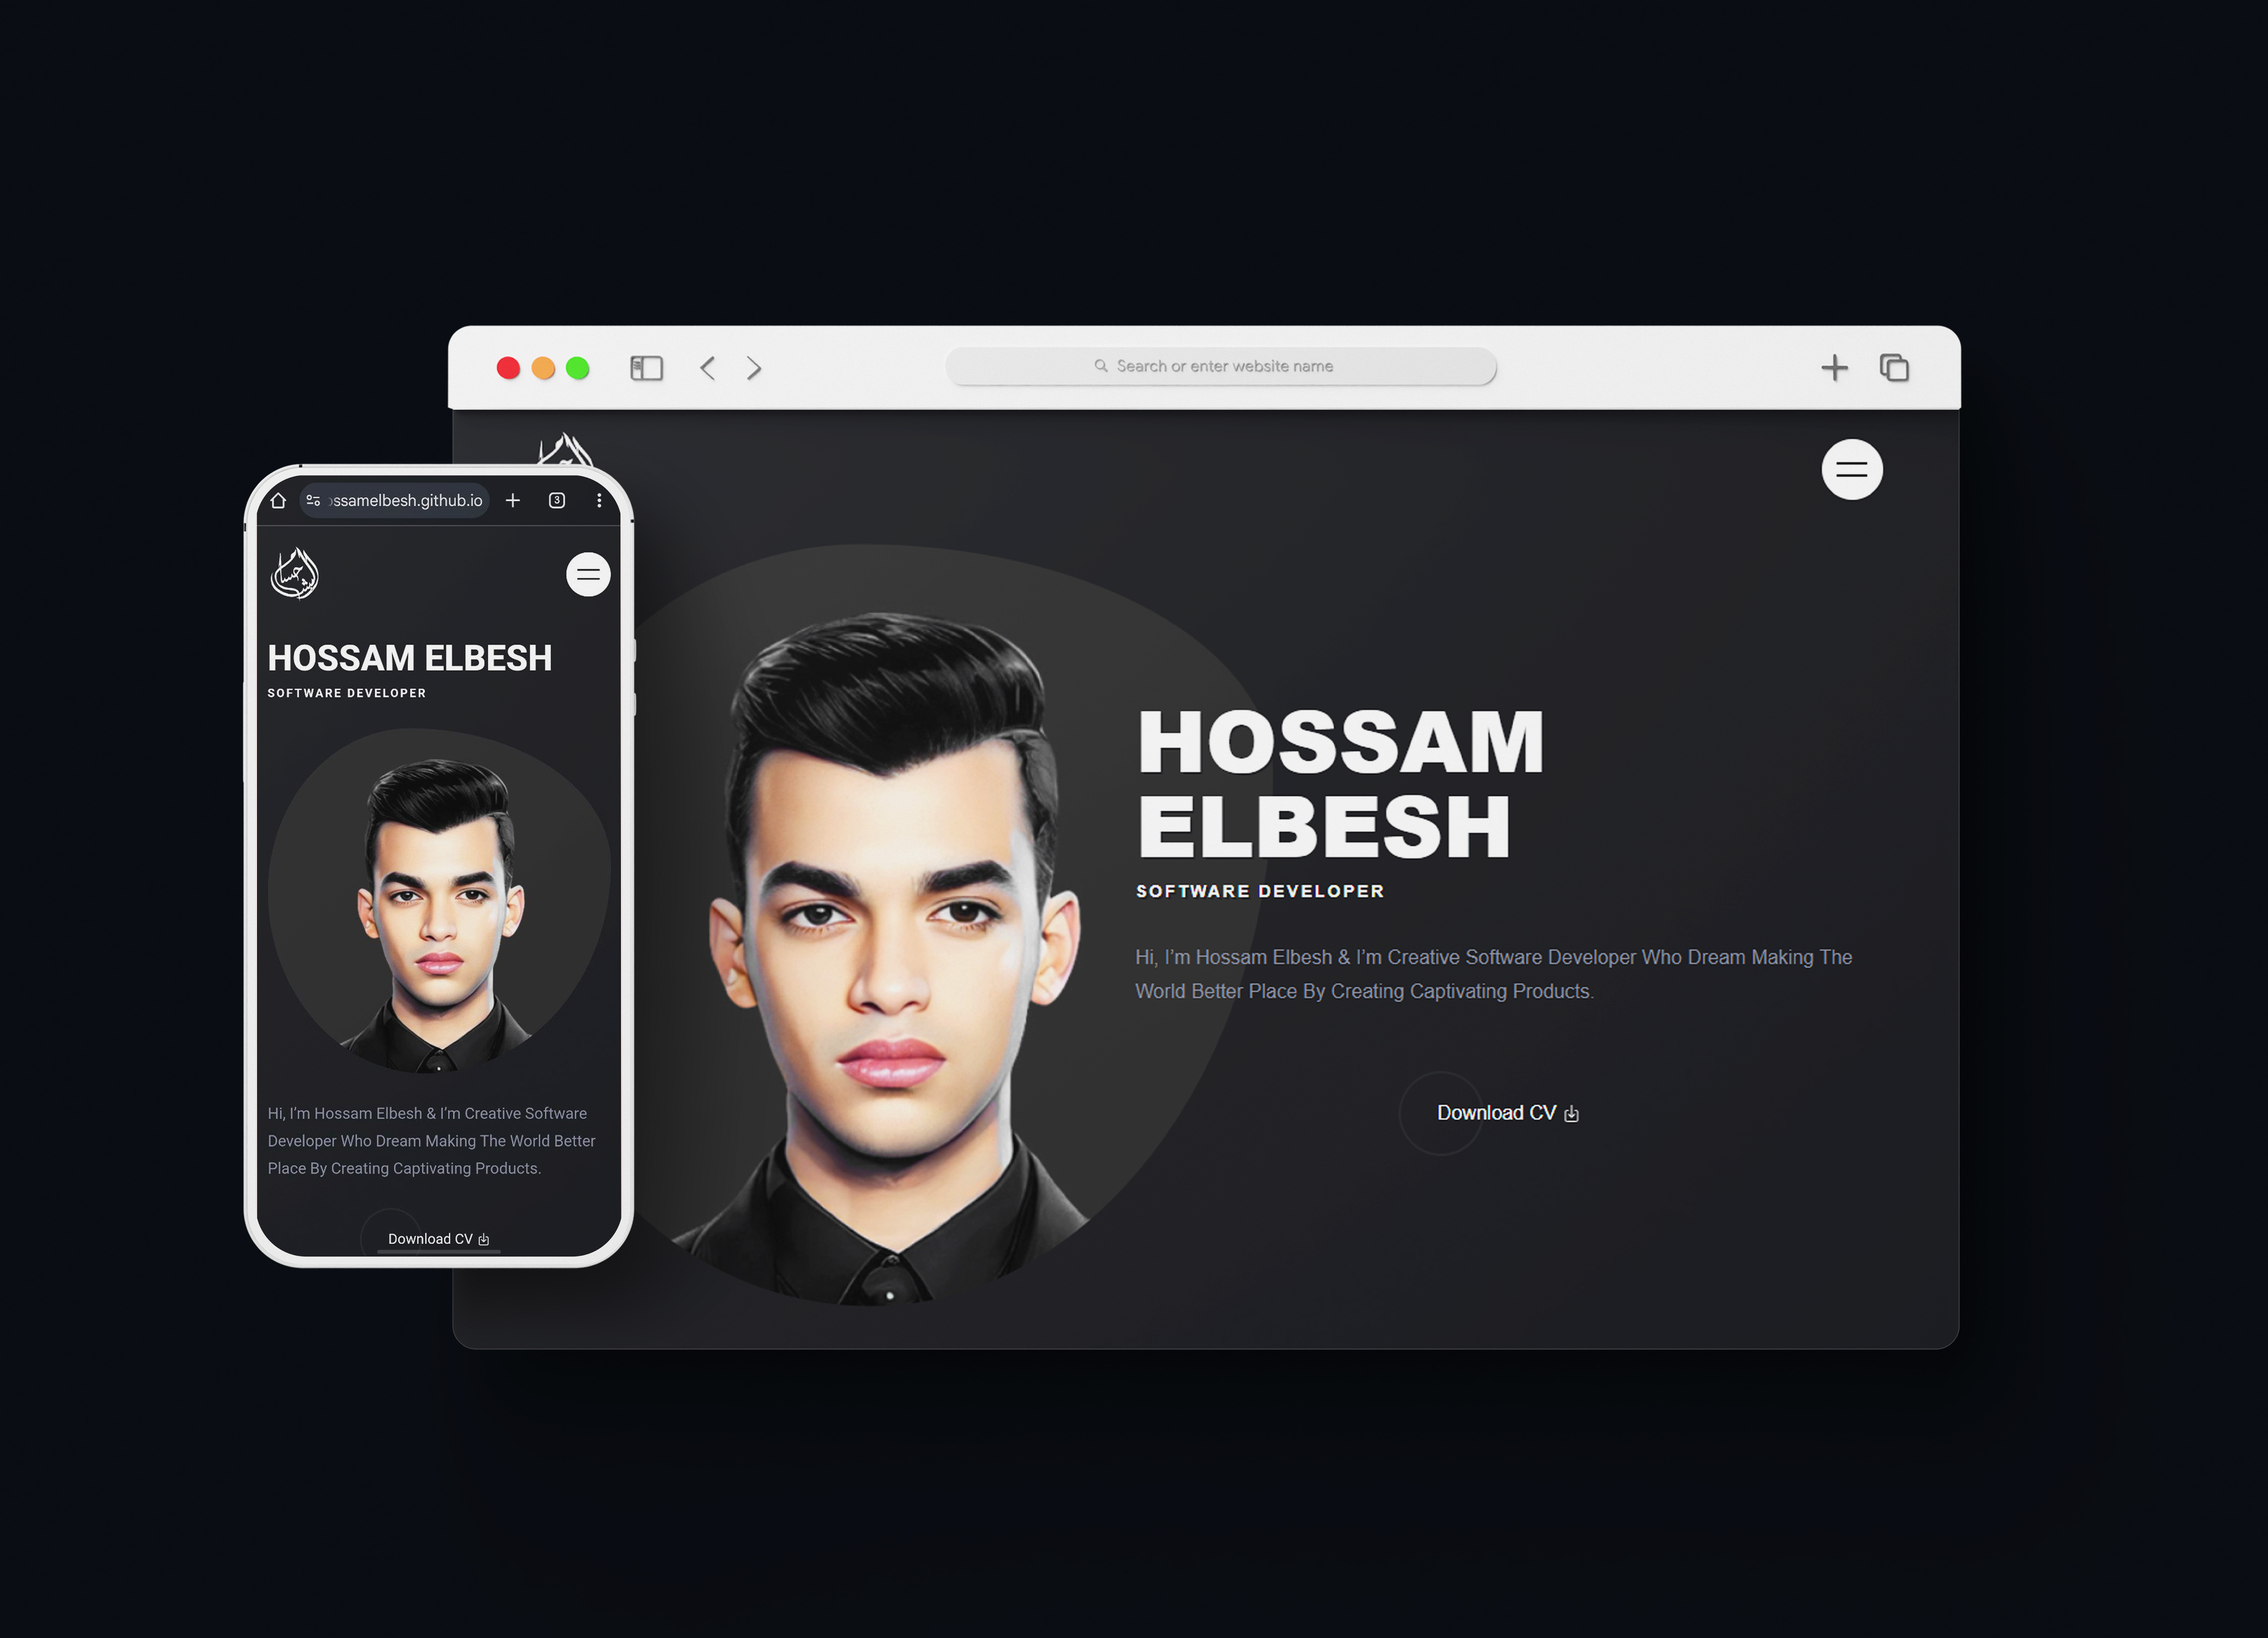 Search or enter website name
ssamelbesh.github.io
3
حسام
HOSSAM ELBESH
SOFTWARE DEVELOPER
Hi, I'm Hossam Elbesh & I'm Creative Software
Developer Who Dream Making The World Better
Place By Creating Captivating Products.
Download CV
HOSSAM
ELBESH
SOFTWARE DEVELOPER
Hi, I'm Hossam Elbesh & I'm Creative Software Developer Who Dream Making The
World Better Place By Creating Captivating Products.
Download CV